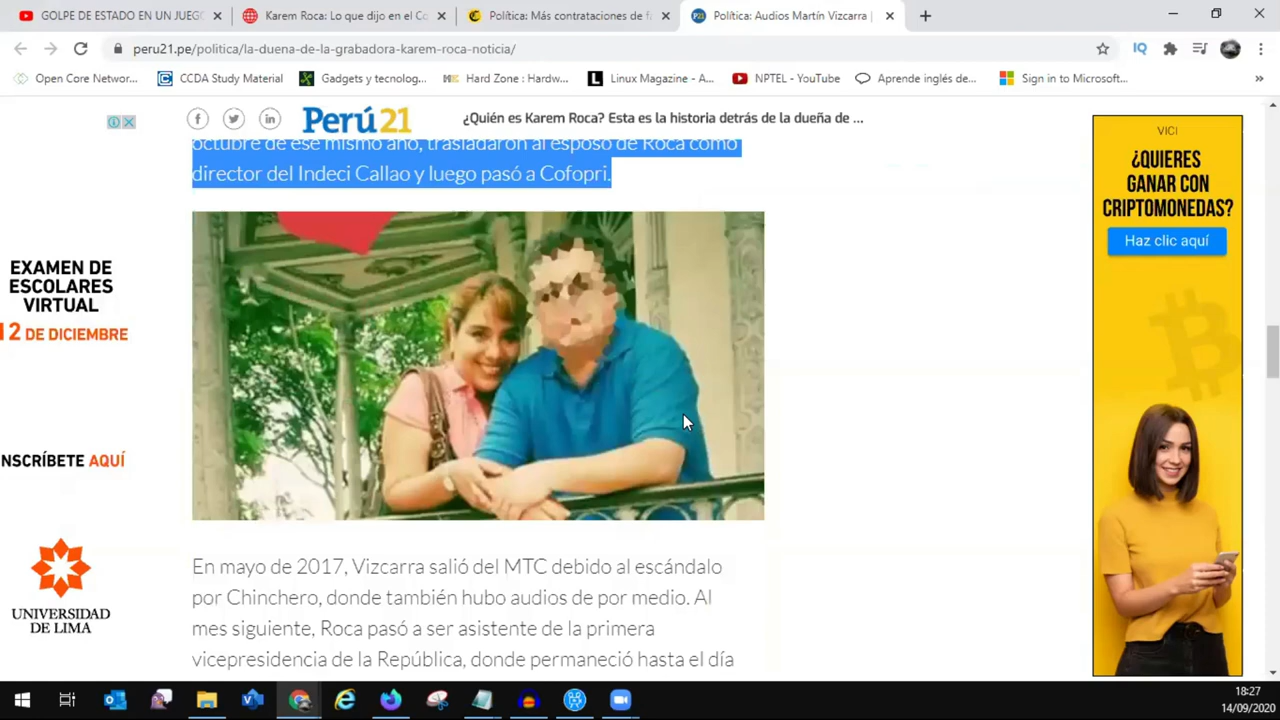 GOLPE DE ESTADO EN UN JUEG
Karem Roca: Lo que dijo en el Co
Política: Más contrataciones de fa
Política: Audios Martín Vizcarra |
peru21.pe/politica/la-duena-de-la-grabadora-karem-roca-noticia/
Open Core Networ...
CCDA Study Material
Gadgets y tecnolog...
Hard Zone : Hardw...
Linux Magazine - A...
NPTEL - YouTube
Aprende inglés de...
Sign in to Microsoft...
»
Perú21
¿Quién es Karem Roca? Esta es la historia detrás de la dueña de ...
octubre de ese mismo año, trasladaron al esposo de Roca como
director del Indeci Callao y luego pasó a Cofopri.
EXAMEN DE
ESCOLARES
VIRTUAL
12 DE DICIEMBRE
NSCRÍBETE AQUÍ
UNIVERSIDAD
DE LIMA
VICI
¿QUIERES
GANAR CON
CRIPTOMONEDAS?
Haz clic aquí
En mayo de 2017, Vizcarra salió del MTC debido al escándalo
por Chinchero, donde también hubo audios de por medio. Al
mes siguiente, Roca pasó a ser asistente de la primera
vicepresidencia de la República, donde permaneció hasta el día
18:27
14/09/2020